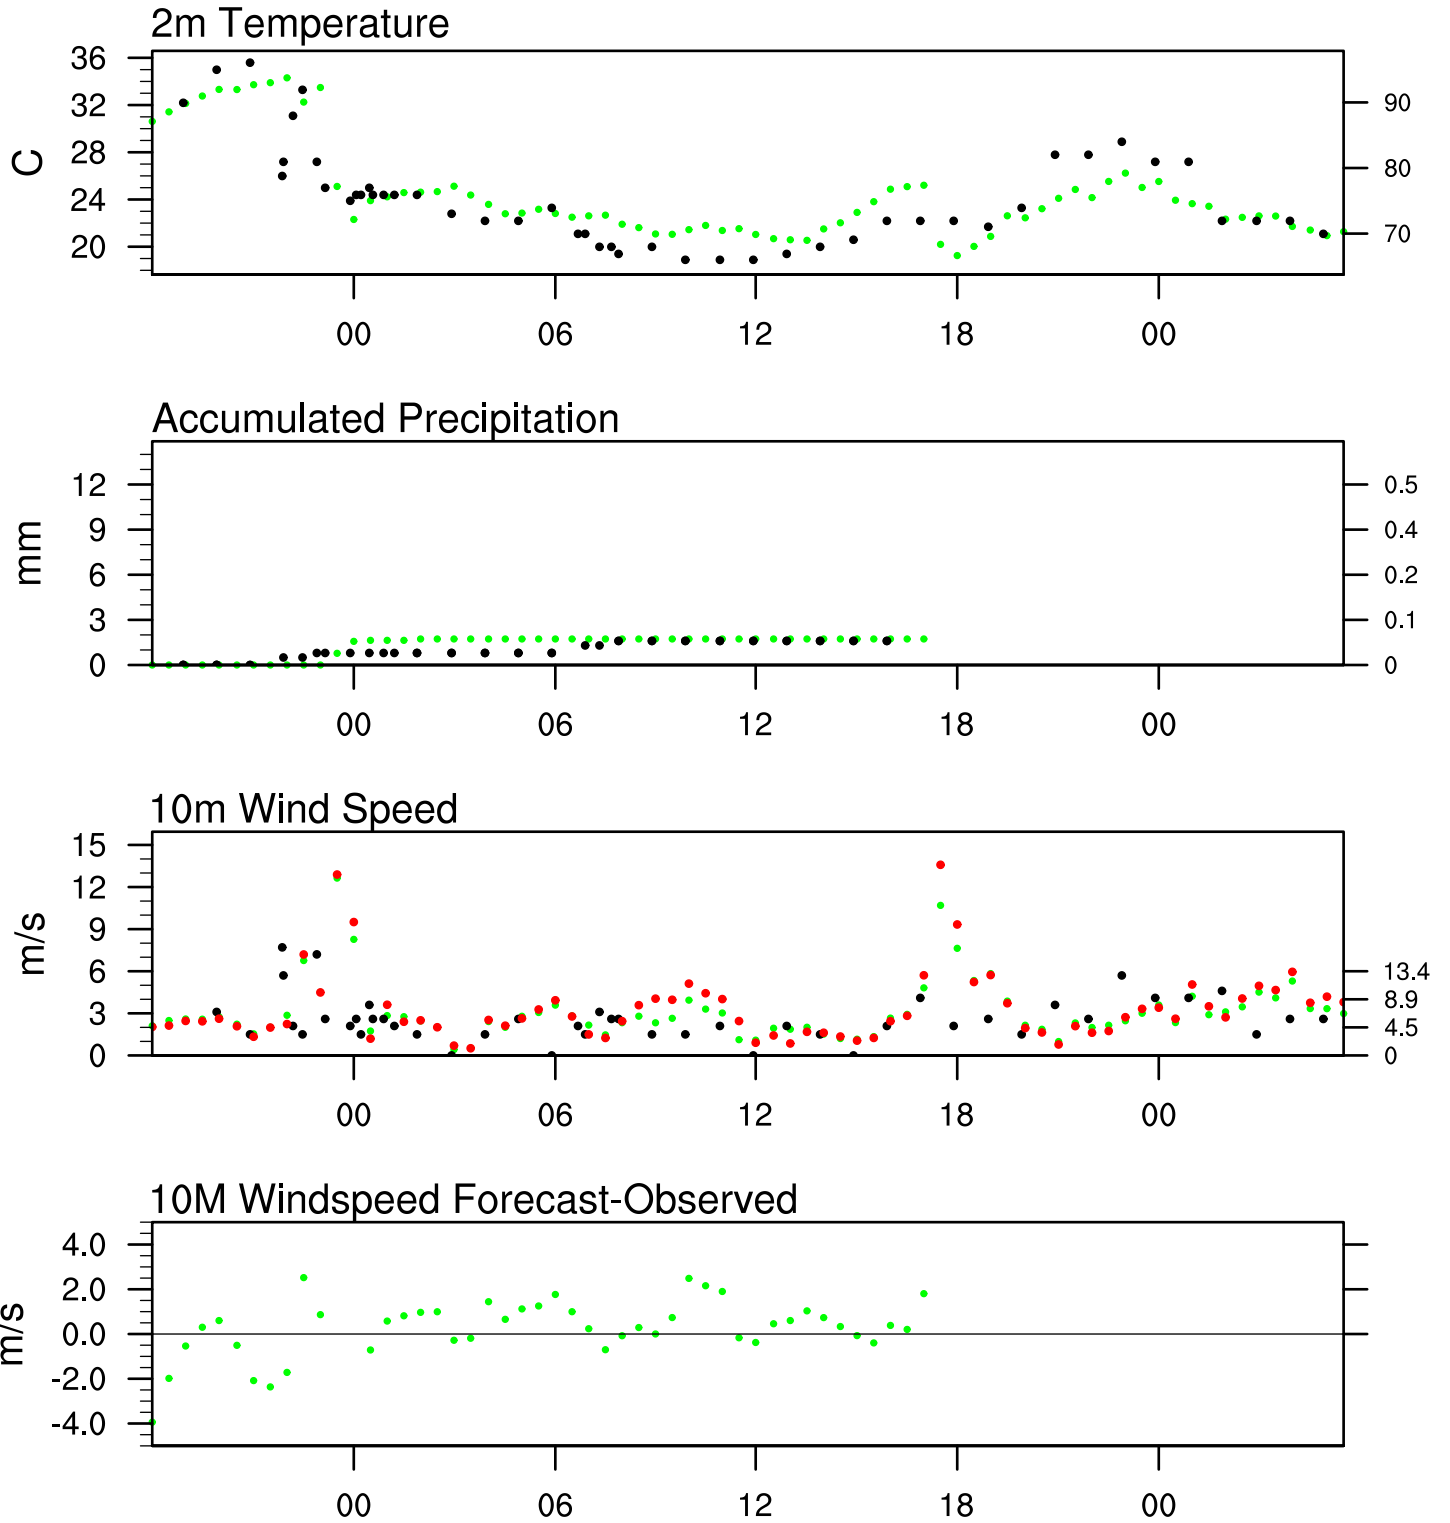 2m Temperature
36
32
28
24
20
C
90
80
70
00 06 12 18 00
Accumulated Precipitation
12
9
6
3
0
mm
0.5
0.4
0.2
0.1
0
00 06 12 18 00
10m Wind Speed
15
12
9
6
3
0
m/s
13.4
8.9
4.5
0
00 06 12 18 00
10M Windspeed Forecast-Observed
4.0
2.0
0.0
-2.0
-4.0
m/s
00 06 12 18 00